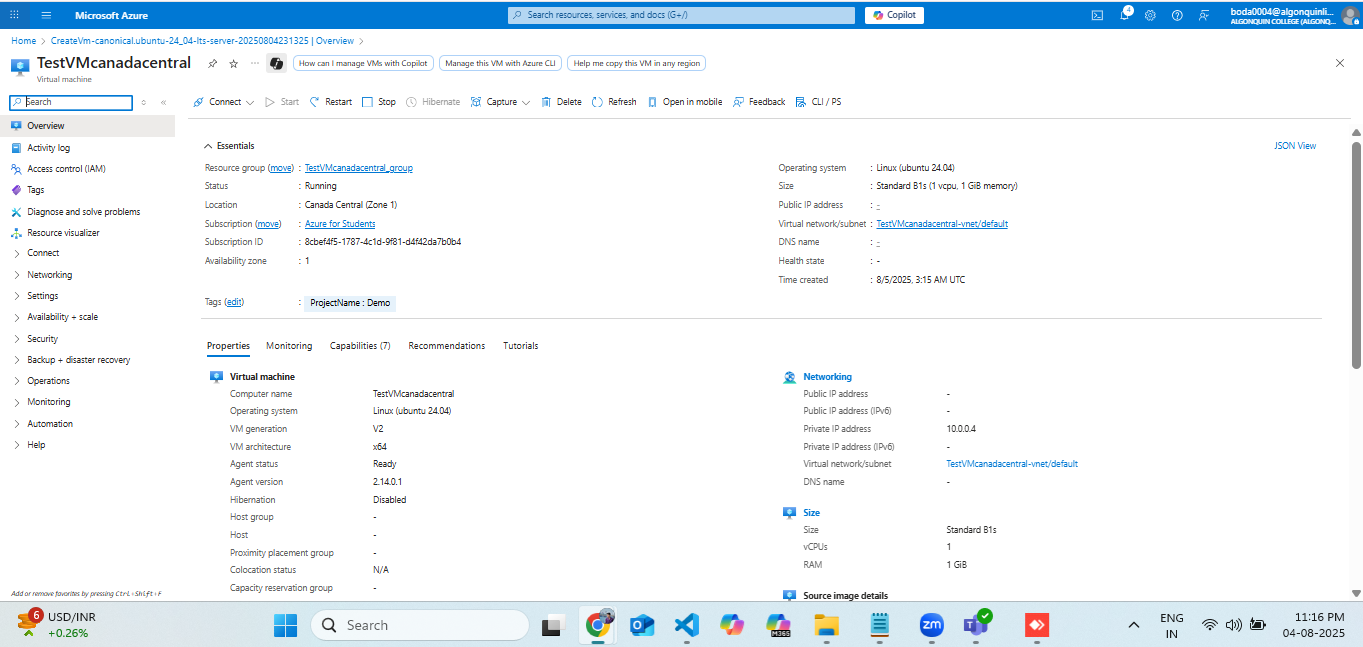 Microsoft Azure
Search resources, services, and docs (G+/)
Copilot
4
boda0004@algonquinli...
ALGONQUIN COLLEGE (ALGONQ...
Home > CreateVm-canonical.ubuntu-24_04-lts-server-20250804231325 | Overview >
TestVMcanadacentral
Virtual machine
How can I manage VMs with Copilot
Manage this VM with Azure CLI
Help me copy this VM in any region
Search
Connect Start Restart Stop Hibernate Capture Delete Refresh Open in mobile Feedback CLI / PS
Overview
Activity log
Access control (IAM)
Tags
Diagnose and solve problems
Resource visualizer
Connect
Networking
Settings
Availability + scale
Security
Backup + disaster recovery
Operations
Monitoring
Automation
Help
Add or remove favorites by pressing Ctrl+Shift+F
Essentials
JSON View
Resource group (move) : TestVMcanadacentral_group
Status : Running
Location : Canada Central (Zone 1)
Subscription (move) : Azure for Students
Subscription ID : 8cbef4f5-1787-4c1d-9f81-d4f42da7b0b4
Availability zone : 1
Operating system : Linux (ubuntu 24.04)
Size : Standard B1s (1 vcpu, 1 GiB memory)
Public IP address : -
Virtual network/subnet : TestVMcanadacentral-vnet/default
DNS name : -
Health state : -
Time created : 8/5/2025, 3:15 AM UTC
Tags (edit) : ProjectName : Demo
Properties Monitoring Capabilities (7) Recommendations Tutorials
Virtual machine
Computer name TestVMcanadacentral
Operating system Linux (ubuntu 24.04)
VM generation V2
VM architecture x64
Agent status Ready
Agent version 2.14.0.1
Hibernation Disabled
Host group -
Host -
Proximity placement group -
Colocation status N/A
Capacity reservation group -
Networking
Public IP address -
Public IP address (IPv6) -
Private IP address 10.0.0.4
Private IP address (IPv6) -
Virtual network/subnet TestVMcanadacentral-vnet/default
DNS name -
Size
Size Standard B1s
vCPUs 1
RAM 1 GiB
Source image details
6
USD/INR
+0.26%
Search
M365
zm
ENG
IN
11:16 PM
04-08-2025